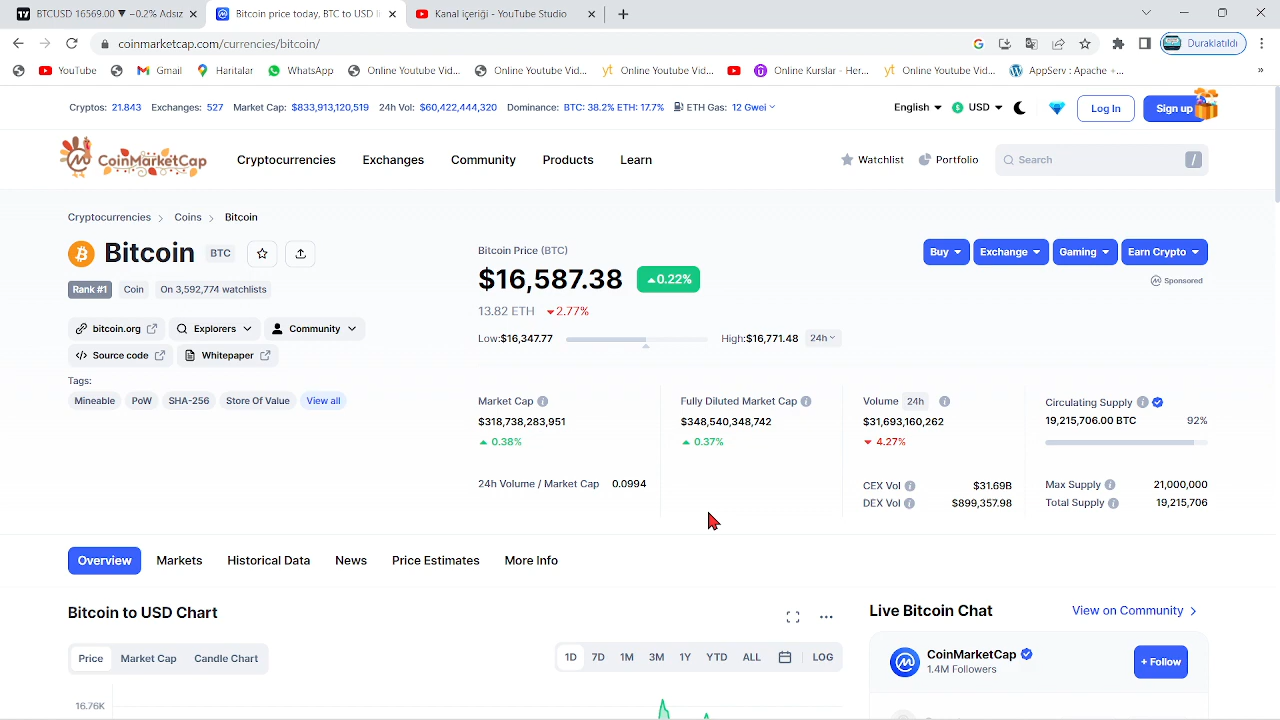 BTCUSD 16569.00 ▼ −0.2% Adsız
Bitcoin price today, BTC to USD li
Kanal içeriği - YouTube Studio
coinmarketcap.com/currencies/bitcoin/
Duraklatıldı
YouTube
Gmail
Haritalar
WhatsApp
Online Youtube Vid...
Online Youtube Vid...
Online Youtube Vid...
Online Kurslar - Her...
Online Youtube Vid...
AppServ : Apache +...
»
Cryptos: 21.843 Exchanges: 527 Market Cap: $833,913,120,519 24h Vol: $60,422,444,320 Dominance: BTC: 38.2% ETH: 17.7% ETH Gas: 12 Gwei
English USD Log In Sign up
CoinMarketCap
Cryptocurrencies Exchanges Community Products Learn
Watchlist Portfolio Search /
Cryptocurrencies > Coins > Bitcoin
Bitcoin BTC
Rank #1 Coin On 3,592,774 watchlists
bitcoin.org Explorers Community
Source code Whitepaper
Tags:
Mineable PoW SHA-256 Store Of Value View all
Bitcoin Price (BTC)
$16,587.38 0.22%
13.82 ETH 2.77%
Low:$16,347.77 High:$16,771.48 24h
Buy Exchange Gaming Earn Crypto
Sponsored
Market Cap
$318,738,283,951
0.38%
24h Volume / Market Cap 0.0994
Fully Diluted Market Cap
$348,540,348,742
0.37%
Volume 24h
$31,693,160,262
4.27%
CEX Vol $31.69B
DEX Vol $899,357.98
Circulating Supply
19,215,706.00 BTC 92%
Max Supply 21,000,000
Total Supply 19,215,706
Overview Markets Historical Data News Price Estimates More Info
Bitcoin to USD Chart
Price Market Cap Candle Chart
1D 7D 1M 3M 1Y YTD ALL LOG
16.76K
Live Bitcoin Chat View on Community >
CoinMarketCap
1.4M Followers
+ Follow